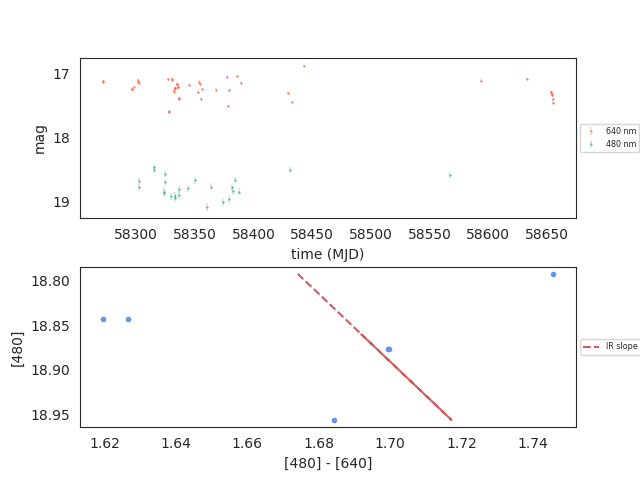 17
18
19
mag
58300 58350 58400 58450 58500 58550 58600 58650
time (MJD)
640 nm
480 nm
18.80
18.85
18.90
18.95
[480]
1.62 1.64 1.66 1.68 1.70 1.72 1.74
[480] - [640]
IR slope